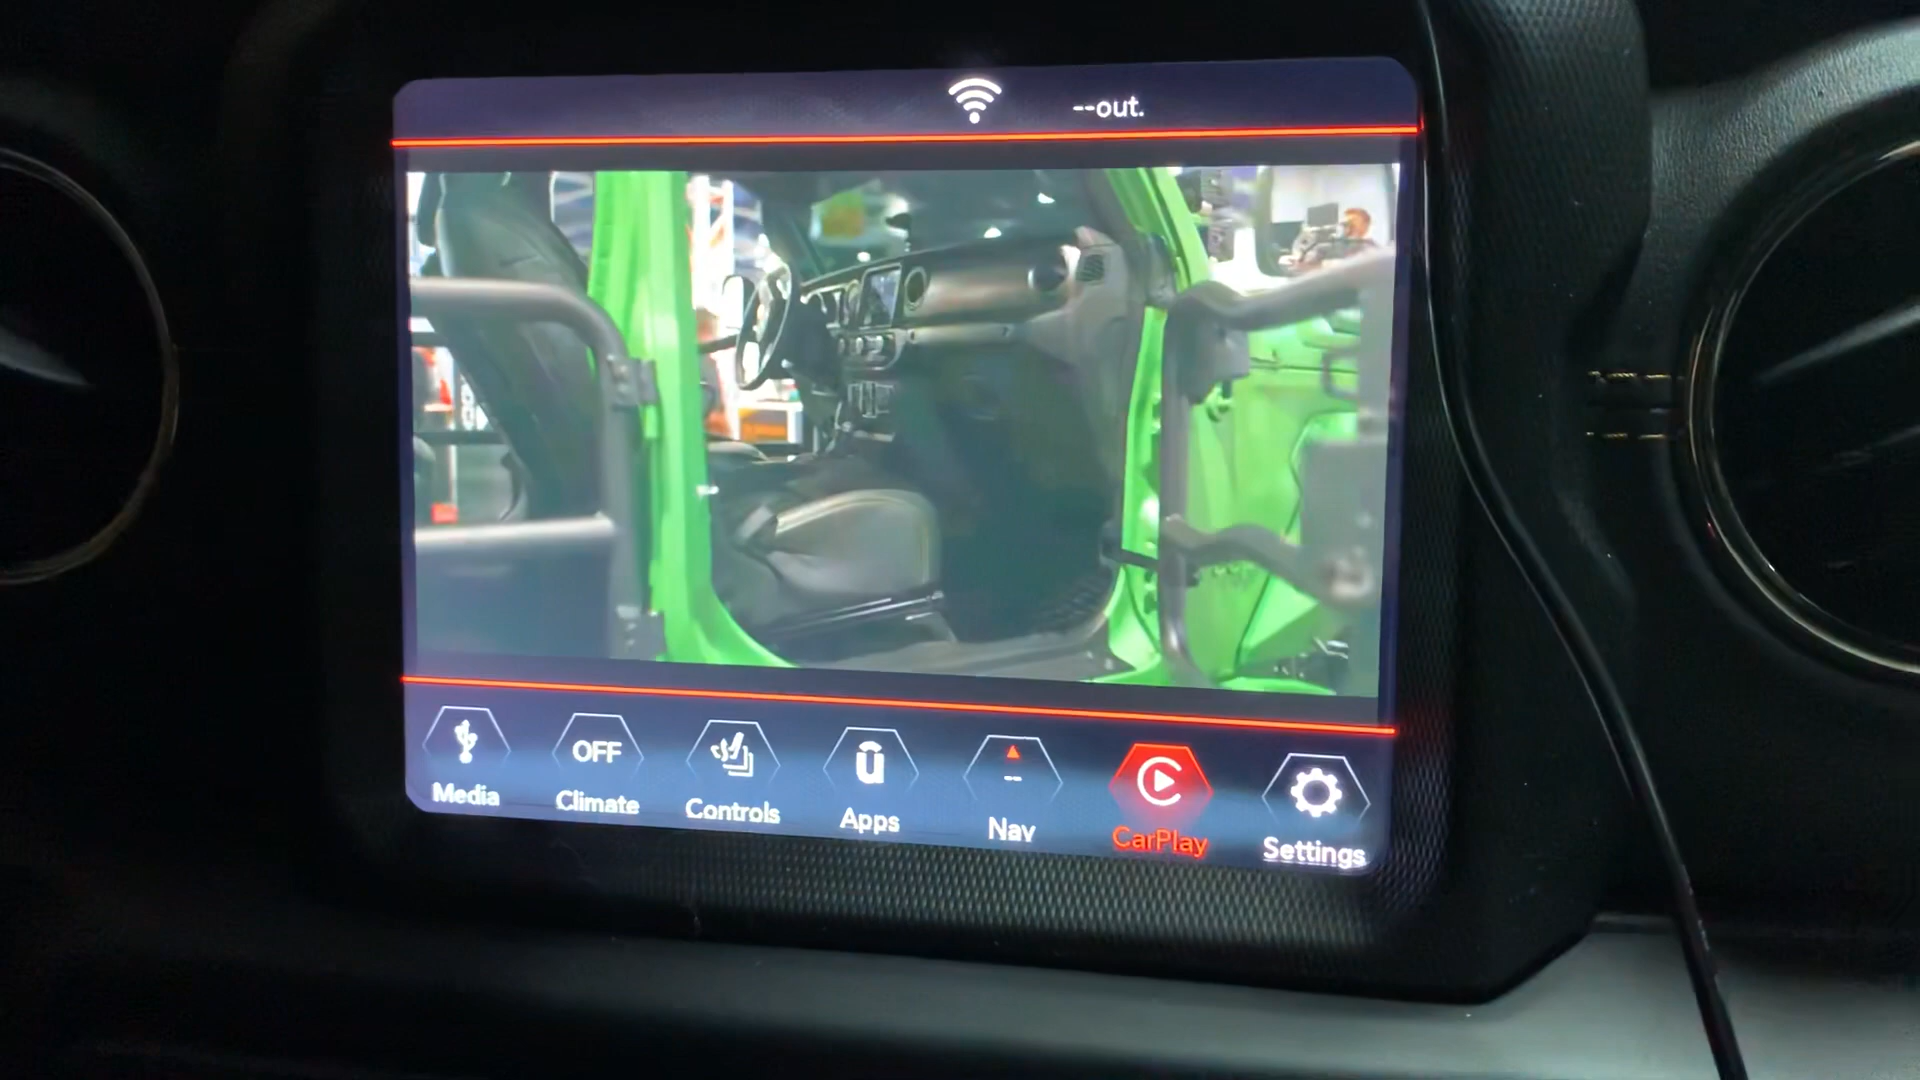 --out.
OFF
--
Media
Climate
Controls
Apps
Nav
CarPlay
Settings